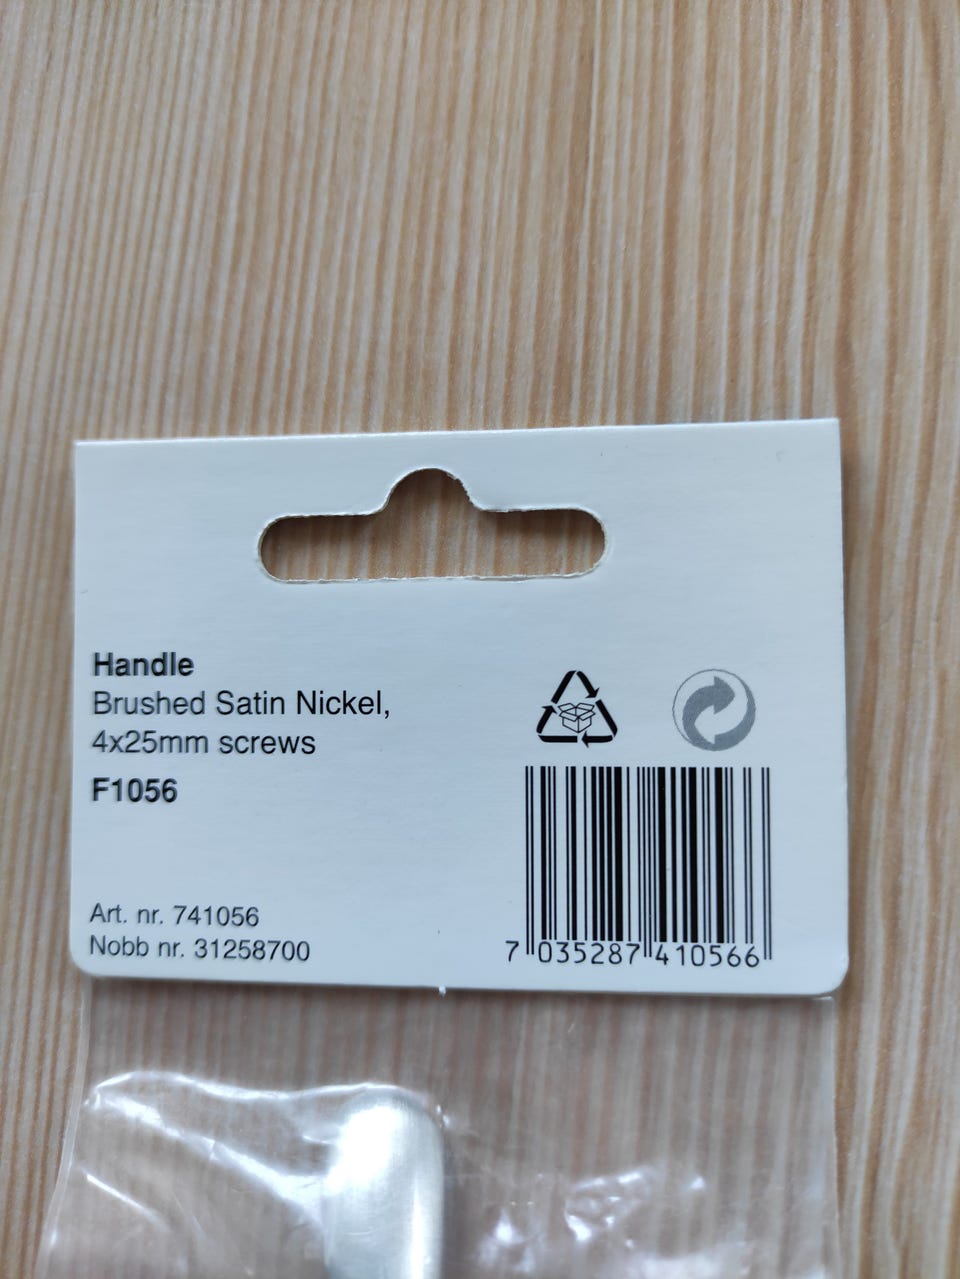 Handle
Brushed Satin Nickel,
4x25mm screws
F1056
Art. nr. 741056
Nobb nr. 31258700
7 035287 410566